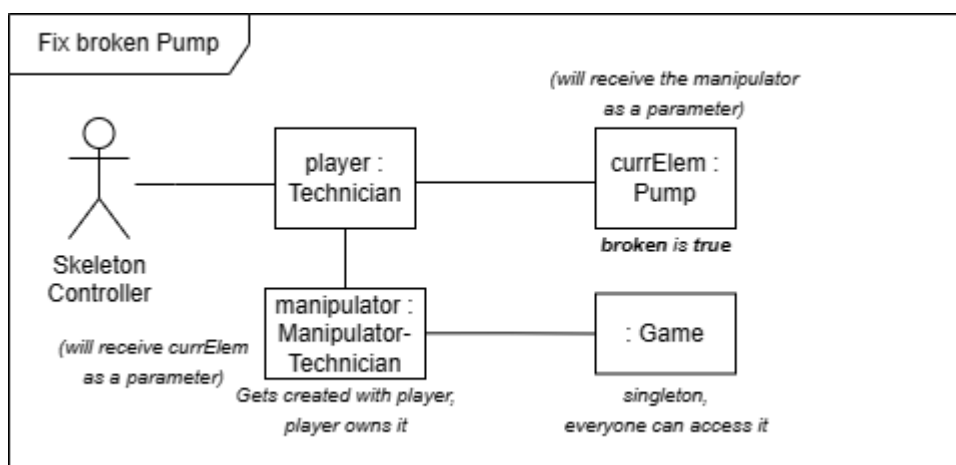 Fix broken Pump
(will receive the manipulator
as a parameter)
player :
Technician
currElem :
Pump
broken is true
Skeleton
Controller
manipulator :
Manipulator-
Technician
: Game
(will receive currElem
as a parameter)
Gets created with player,
player owns it
singleton,
everyone can access it